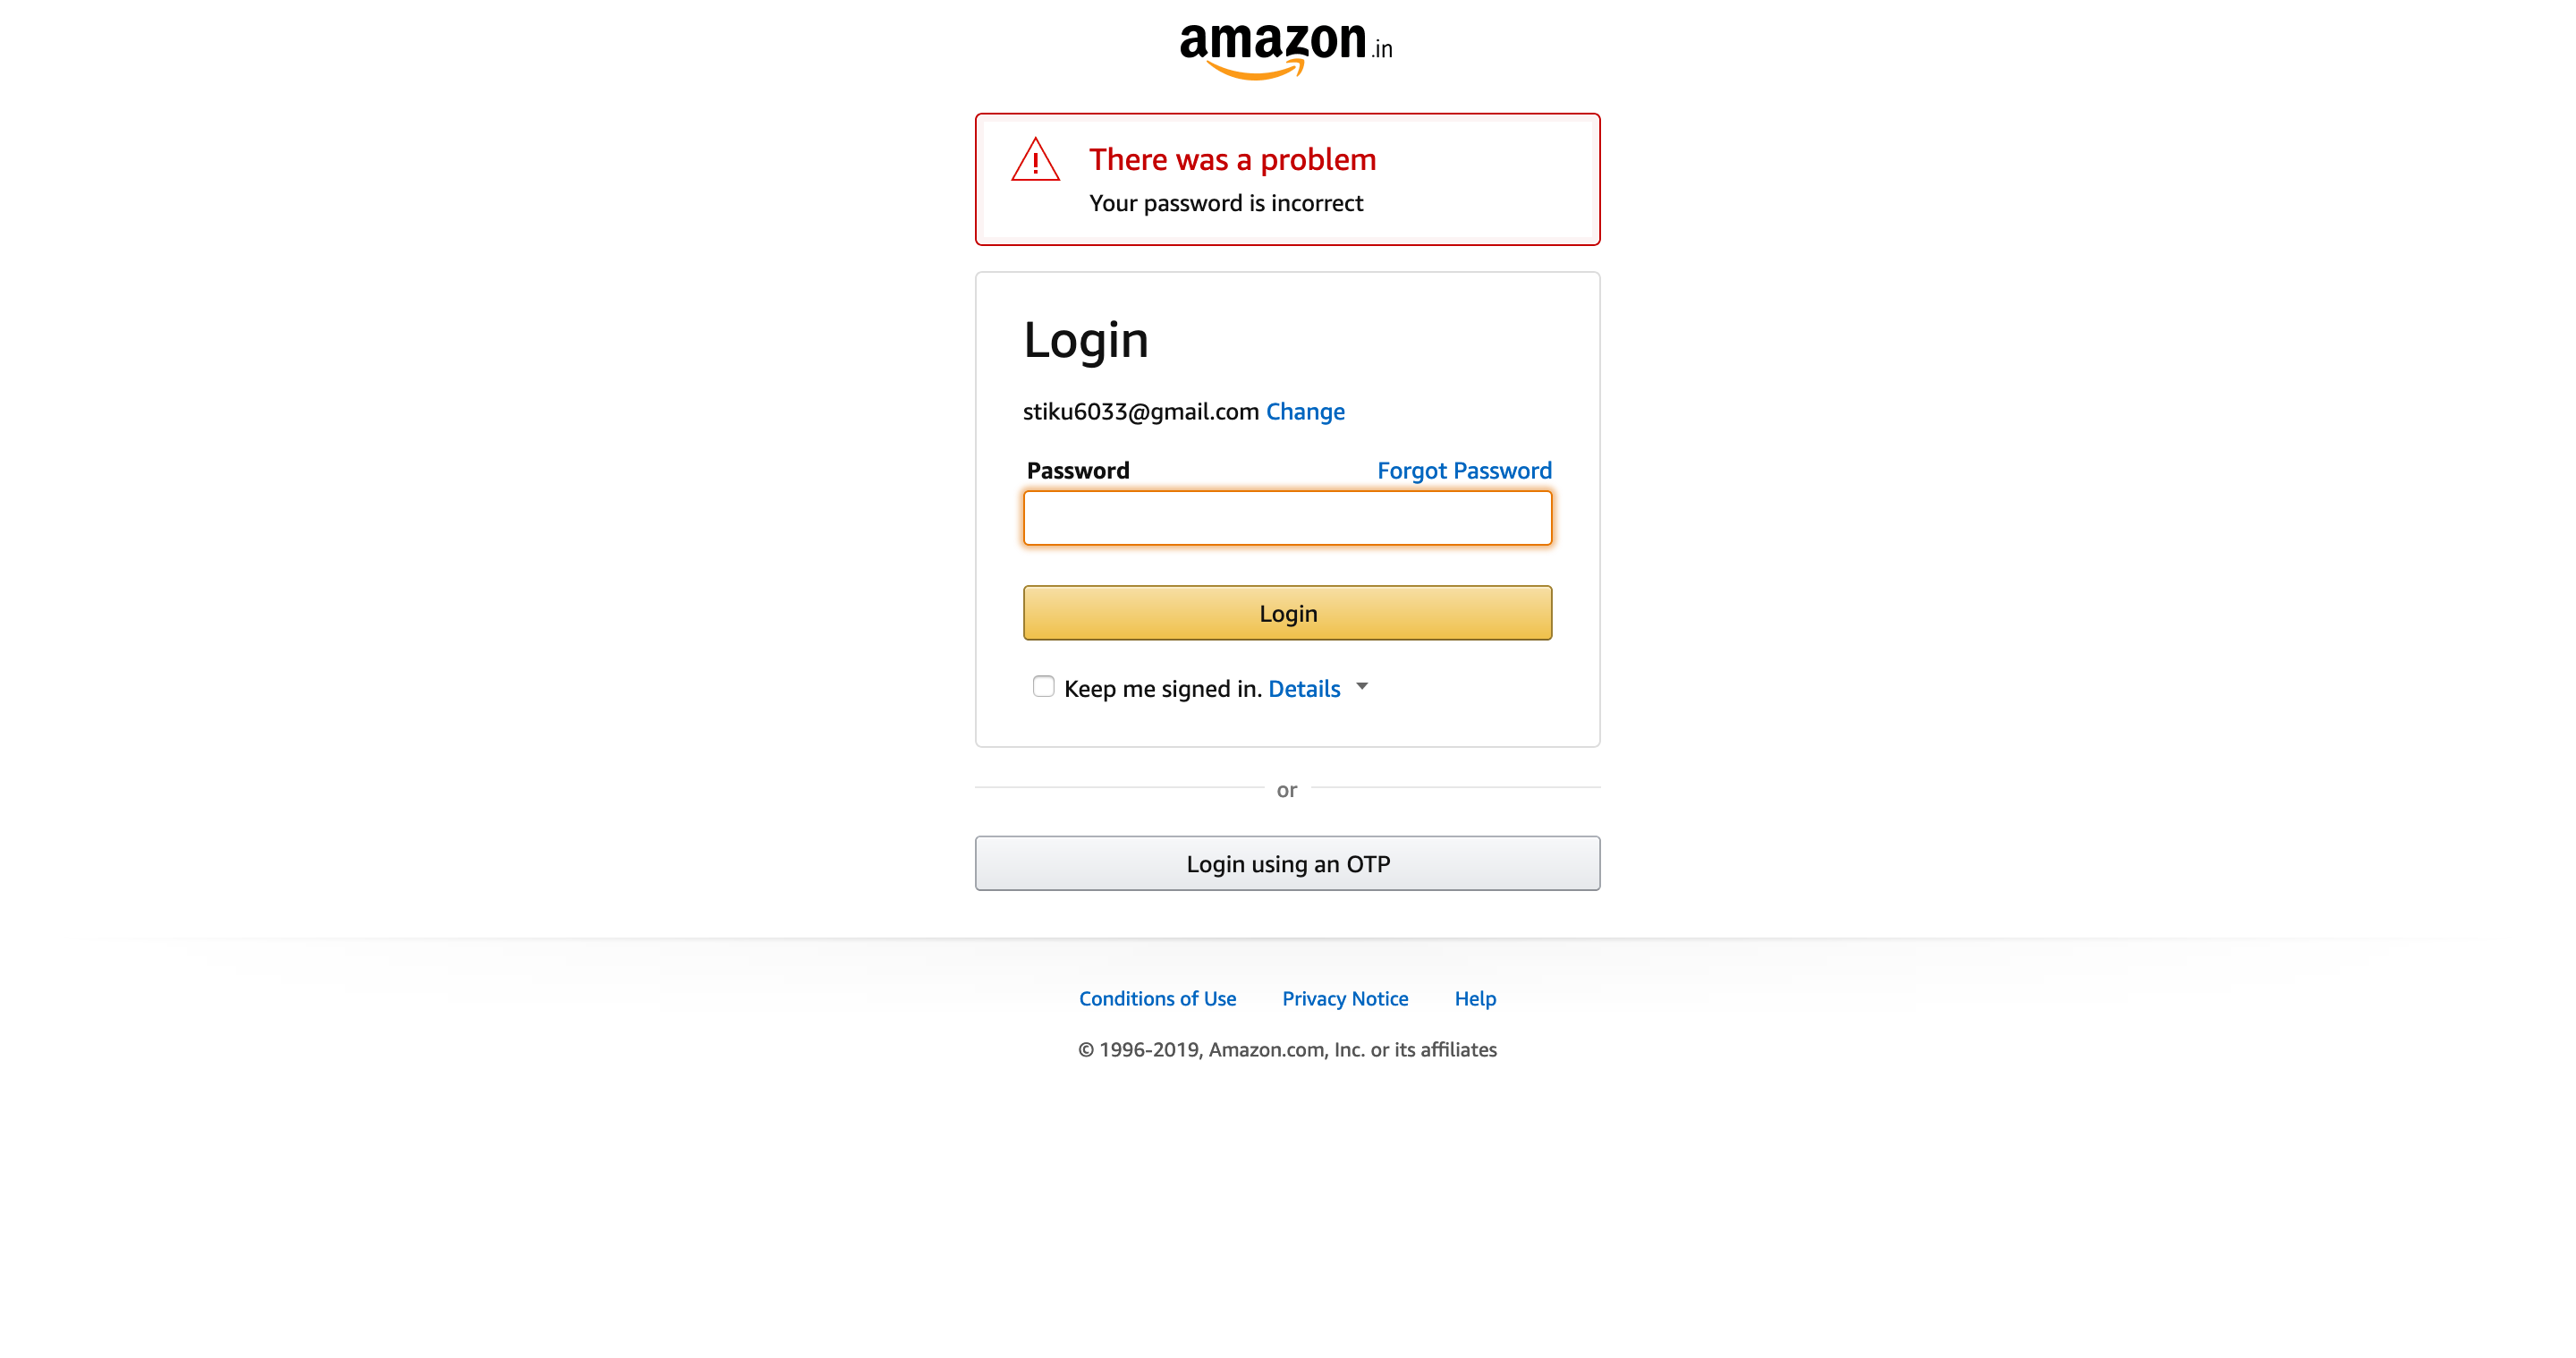 amazon.in
There was a problem
Your password is incorrect
Login
stiku6033@gmail.com Change
Password Forgot Password
Login
Keep me signed in. Details
or
Login using an OTP
Conditions of Use Privacy Notice Help
© 1996-2019, Amazon.com, Inc. or its affiliates